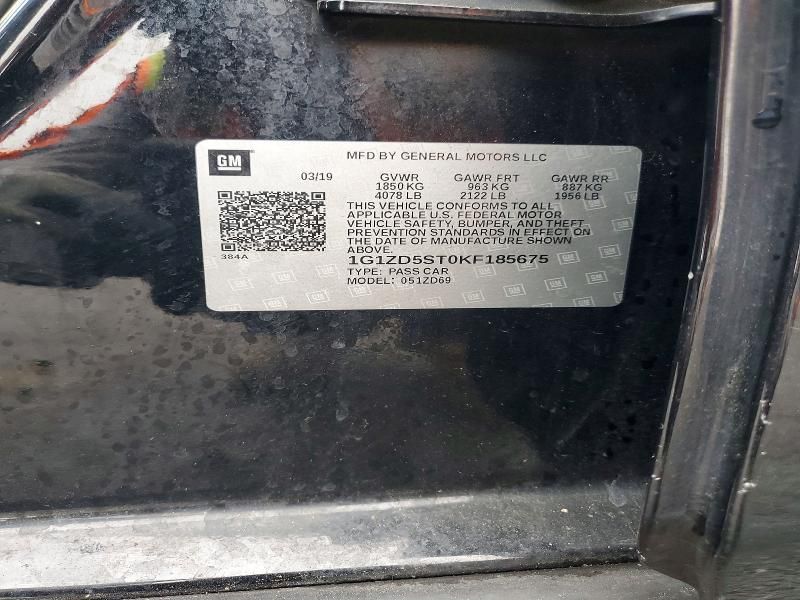 GM
MFD BY GENERAL MOTORS LLC
03/19 GVWR GAWR FRT GAWR RR
1850 KG 963 KG 887 KG
4078 LB 2122 LB 1956 LB
THIS VEHICLE CONFORMS TO ALL
APPLICABLE U.S. FEDERAL MOTOR
VEHICLE SAFETY, BUMPER, AND THEFT
PREVENTION STANDARDS IN EFFECT ON
THE DATE OF MANUFACTURE SHOWN
ABOVE.
384A
1G1ZD5ST0KF185675
TYPE: PASS CAR
MODEL: 051ZD69